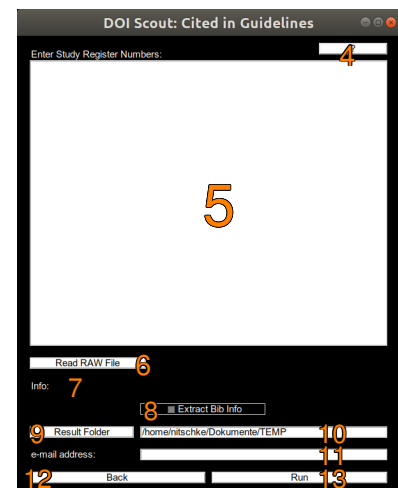 DOI Scout: Cited in Guidelines
4
Enter Study Register Numbers:
5
Read RAW File 6
Info: 7
8 Extract Bib Info
9 Result Folder /home/nitschke/Dokumente/TEMP 10
e-mail address: 11
12 Back Run 13